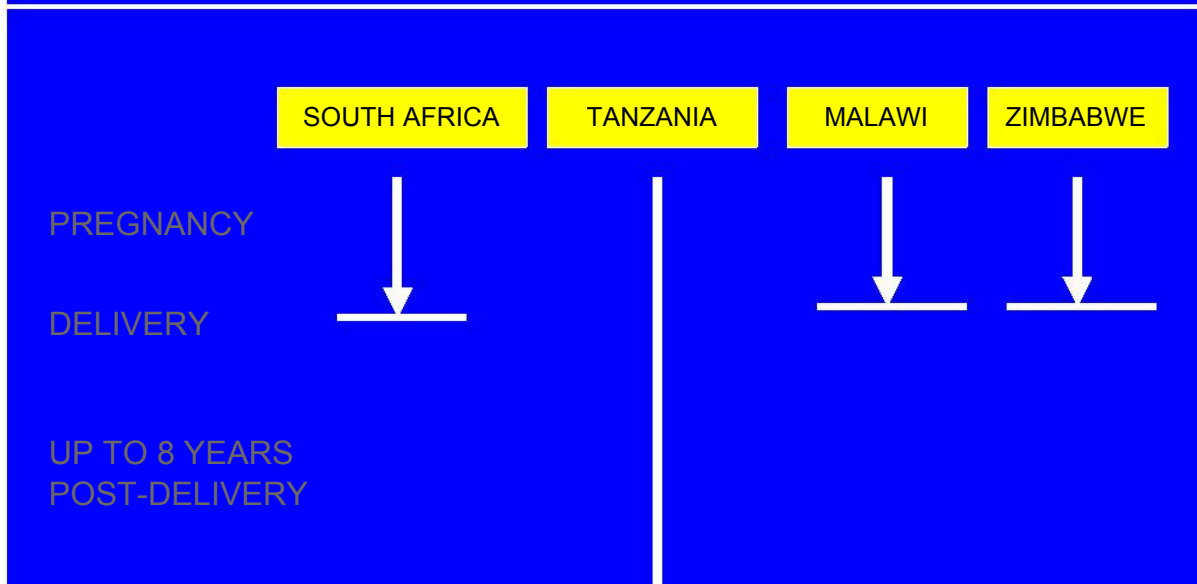 SOUTH AFRICA TANZANIA MALAWI ZIMBABWE
PREGNANCY
DELIVERY
UP TO 8 YEARS
POST-DELIVERY